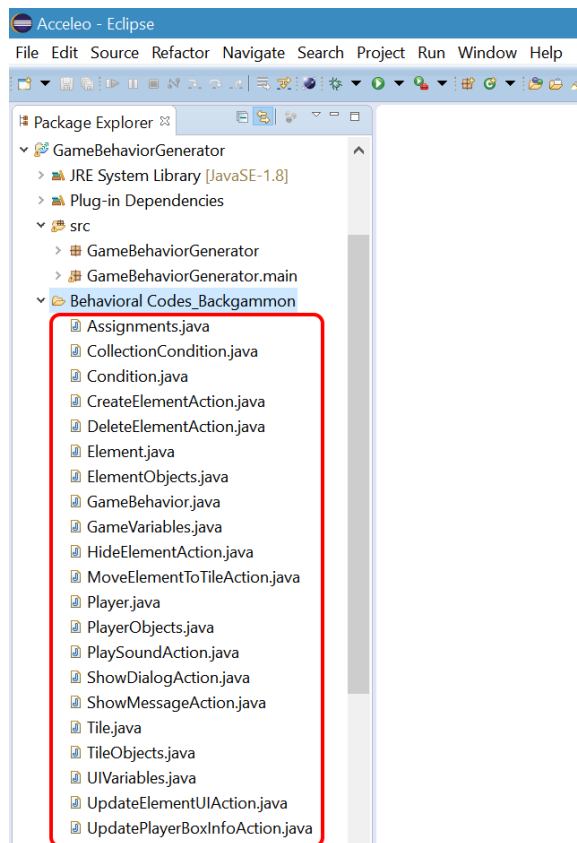 Acceleo - Eclipse
File Edit Source Refactor Navigate Search Project Run Window Help
Package Explorer
GameBehaviorGenerator
JRE System Library [JavaSE-1.8]
Plug-in Dependencies
src
GameBehaviorGenerator
GameBehaviorGenerator.main
Behavioral Codes_Backgammon
Assignments.java
CollectionCondition.java
Condition.java
CreateElementAction.java
DeleteElementAction.java
Element.java
ElementObjects.java
GameBehavior.java
GameVariables.java
HideElementAction.java
MoveElementToTileAction.java
Player.java
PlayerObjects.java
PlaySoundAction.java
ShowDialogAction.java
ShowMessageAction.java
Tile.java
TileObjects.java
UIVariables.java
UpdateElementUIAction.java
UpdatePlayerBoxInfoAction.java